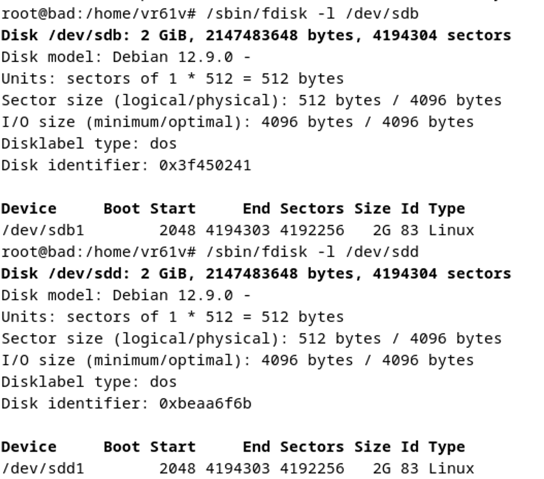 root@bad:/home/vr61v# /sbin/fdisk -l /dev/sdb
Disk /dev/sdb: 2 GiB, 2147483648 bytes, 4194304 sectors
Disk model: Debian 12.9.0 -
Units: sectors of 1 * 512 = 512 bytes
Sector size (logical/physical): 512 bytes / 4096 bytes
I/O size (minimum/optimal): 4096 bytes / 4096 bytes
Disklabel type: dos
Disk identifier: 0x3f450241

Device     Boot Start     End Sectors Size Id Type
/dev/sdb1        2048 4194303 4192256   2G 83 Linux
root@bad:/home/vr61v# /sbin/fdisk -l /dev/sdd
Disk /dev/sdd: 2 GiB, 2147483648 bytes, 4194304 sectors
Disk model: Debian 12.9.0 -
Units: sectors of 1 * 512 = 512 bytes
Sector size (logical/physical): 512 bytes / 4096 bytes
I/O size (minimum/optimal): 4096 bytes / 4096 bytes
Disklabel type: dos
Disk identifier: 0xbeaa6f6b

Device     Boot Start     End Sectors Size Id Type
/dev/sdd1        2048 4194303 4192256   2G 83 Linux